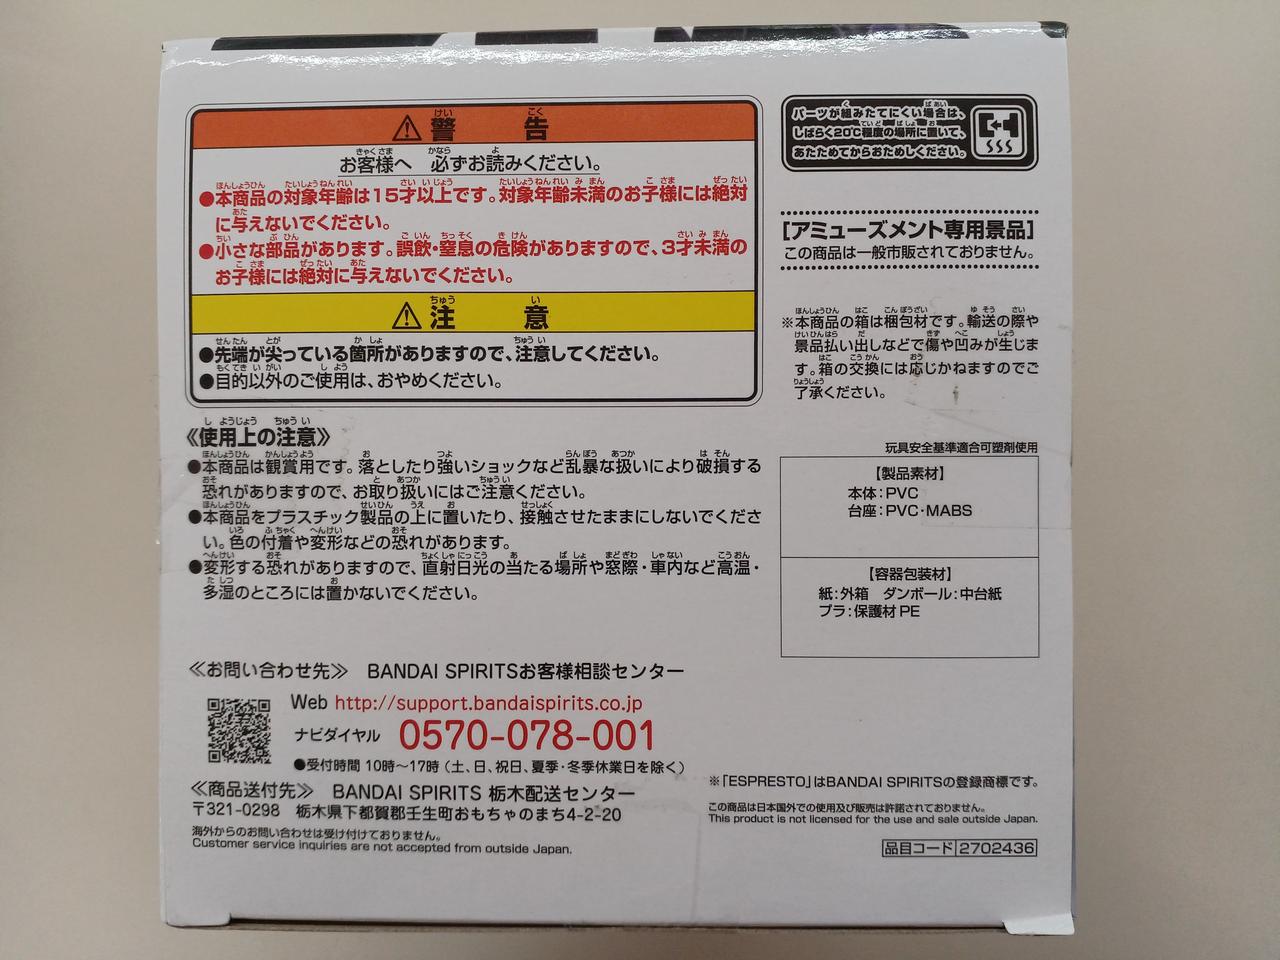 警告
お客様へ 必ずお読みください。
●本商品の対象年齢は15才以上です。対象年齢未満のお子様には絶対
に与えないでください。
●小さな部品があります。誤飲・窒息の危険がありますので、3才未満の
お子様には絶対に与えないでください。
注意
●先端が尖っている箇所がありますので、注意してください。
●目的以外のご使用は、おやめください。
《使用上の注意》
●本商品は観賞用です。落としたり強いショックなど乱暴な扱いにより破損する
恐れがありますので、お取り扱いにはご注意ください。
●本商品をプラスチック製品の上に置いたり、接触させたままにしないでくださ
い。色の付着や変形などの恐れがあります。
●変形する恐れがありますので、直射日光の当たる場所や窓際・車内など高温・
多湿のところには置かないでください。
≪お問い合わせ先≫ BANDAI SPIRITSお客様相談センター
Web http://support.bandaispirits.co.jp
ナビダイヤル 0570-078-001
●受付時間 10時～17時（土、日、祝日、夏季・冬季休業日を除く）
≪商品送付先≫ BANDAI SPIRITS 栃木配送センター
〒321-0298 栃木県下都賀郡壬生町おもちゃのまち4-2-20
海外からのお問い合わせは受け付けておりません。
Customer service inquiries are not accepted from outside Japan.
パーツが組みたてにくい場合は、
しばらく20℃程度の場所に置いて、
あたためてからおためしください。
[アミューズメント専用景品]
この商品は一般市販されておりません。
※本商品の箱は梱包材です。輸送の際や
景品払い出しなどで傷や凹みが生じま
す。箱の交換には応じかねますのでご
了承ください。
玩具安全基準適合可塑剤使用
【製品素材】
本体：PVC
台座：PVC・MABS
【容器包装材】
紙：外箱 ダンボール：中台紙
プラ：保護材 PE
※「ESPRESTO」はBANDAI SPIRITSの登録商標です。
この商品は日本国外での使用及び販売は許諾されておりません。
This product is not licensed for the use and sale outside Japan.
品目コード 2702436